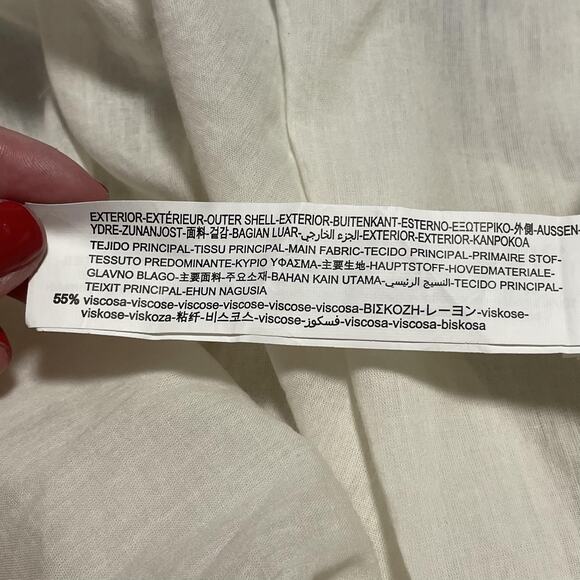 EXTERIOR-EXTÉRIEUR-OUTER SHELL-EXTERIOR-BUITENKANT-ESTERNO-ΕΞΩΤΕΡΙΚΟ-外側-AUSSEN-
YDRE-ZUNANJOST-面料-겉감-BAGIAN LUAR-الجزء الخارجي-EXTERIOR-EXTERIOR-KANPOKOA
TEJIDO PRINCIPAL-TISSU PRINCIPAL-MAIN FABRIC-TECIDO PRINCIPAL-PRIMAIRE STOF-
TESSUTO PREDOMINANTE-ΚΥΡΙΟ ΥΦΑΣΜΑ-主要生地-HAUPTSTOFF-HOVEDMATERIALE-
GLAVNO BLAGO-主要面料-주요소재-BAHAN KAIN UTAMA-النسيج الرئيسي-TECIDO PRINCIPAL-
TEIXIT PRINCIPAL-EHUN NAGUSIA
55% viscosa-viscose-viscose-viscose-viscose-viscosa-ΒΙΣΚΟΖΗ-レーヨン-viskose-
viskose-viskoza-粘纤-비스코스-viscose-فسكوز-viscosa-viscosa-biskosa